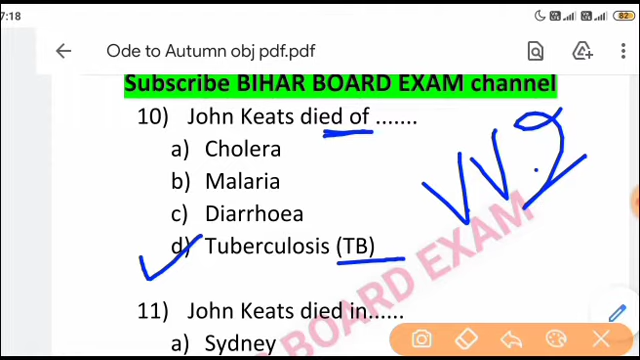 7:18
82
Ode to Autumn obj pdf.pdf
Subscribe BIHAR BOARD EXAM channel
10) John Keats died of .......
a) Cholera
b) Malaria
c) Diarrhoea
d) Tuberculosis (TB)
11) John Keats died in......
a) Sydney
BOARD EXAM